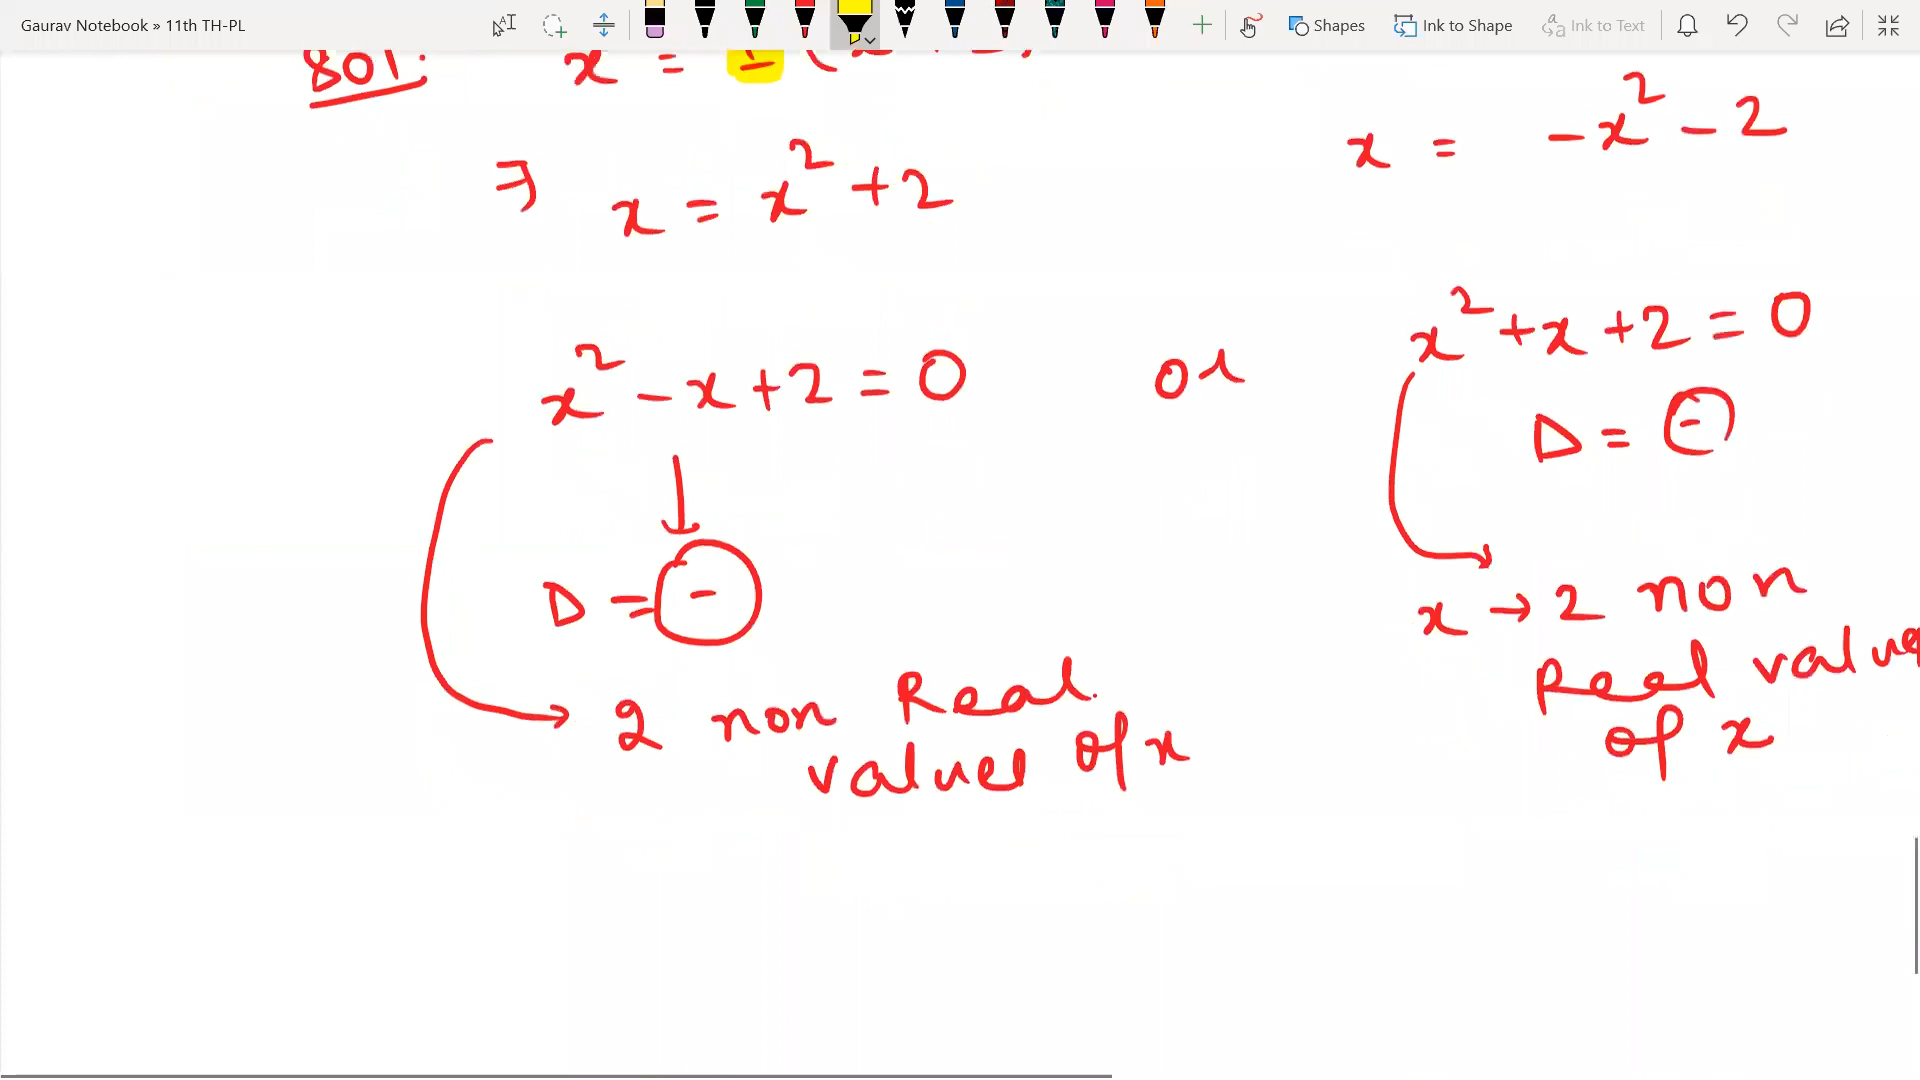 Gaurav Notebook » 11th TH-PL
Shapes
Ink to Shape
Ink to Text
Sol:
x = ±
⇒ x = x² + 2
x = -x² - 2
x² - x + 2 = 0
or
x² + x + 2 = 0
D = -
D = -
2 non Real
values of x
x → 2 non
Real value
of x